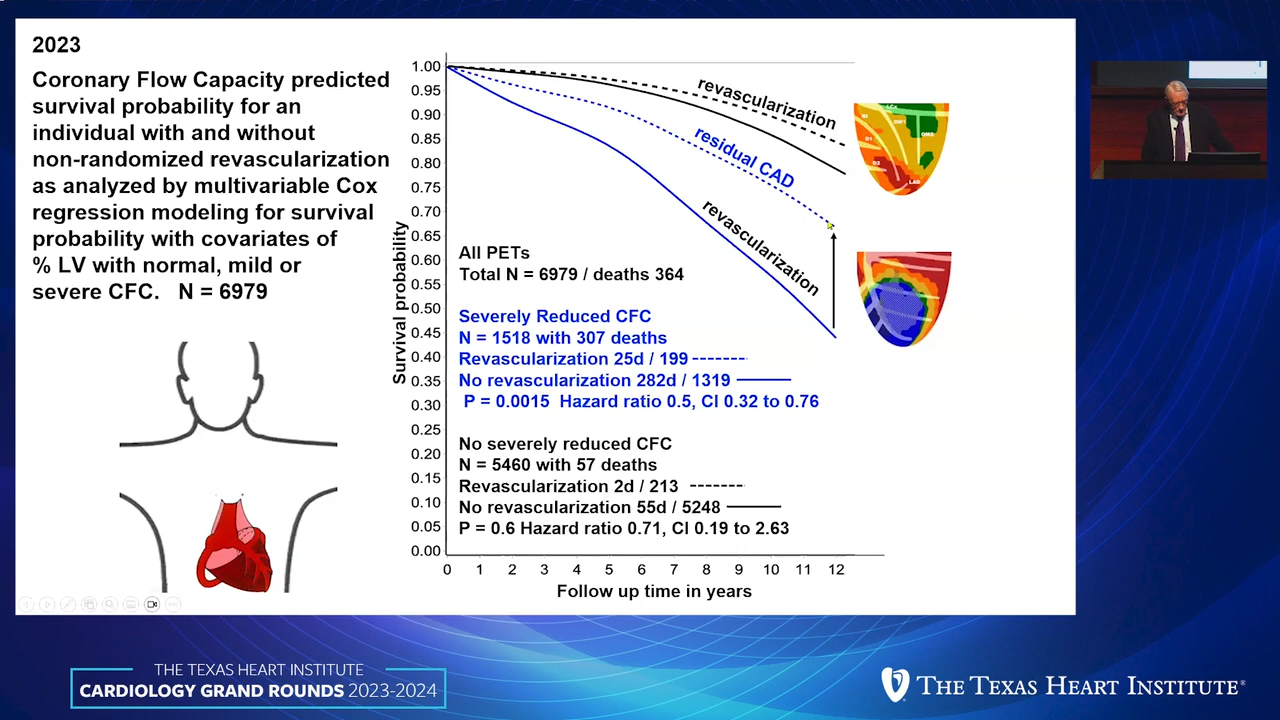 2023
Coronary Flow Capacity predicted
survival probability for an
individual with and without
non-randomized revascularization
as analyzed by multivariable Cox
regression modeling for survival
probability with covariates of
% LV with normal, mild or
severe CFC. N = 6979
Survival probability
1.00
0.95
0.90
0.85
0.80
0.75
0.70
0.65
0.60
0.55
0.50
0.45
0.40
0.35
0.30
0.25
0.20
0.15
0.10
0.05
0.00
revascularization
residual CAD
revascularization
All PETs
Total N = 6979 / deaths 364
Severely Reduced CFC
N = 1518 with 307 deaths
Revascularization 25d / 199
No revascularization 282d / 1319
P = 0.0015 Hazard ratio 0.5, CI 0.32 to 0.76
No severely reduced CFC
N = 5460 with 57 deaths
Revascularization 2d / 213
No revascularization 55d / 5248
P = 0.6 Hazard ratio 0.71, CI 0.19 to 2.63
0 1 2 3 4 5 6 7 8 9 10 11 12
Follow up time in years
LCx
OM2
D1
D2
LAD
THE TEXAS HEART INSTITUTE
CARDIOLOGY GRAND ROUNDS 2023-2024
THE TEXAS HEART INSTITUTE®